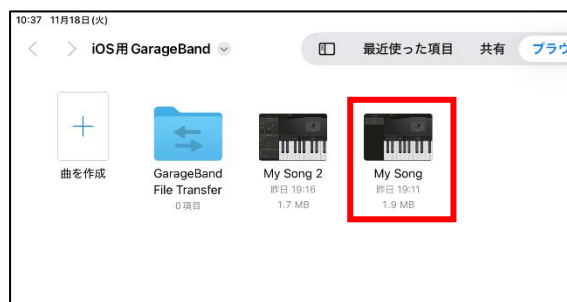 10:37 11月18日(火)
iOS用 GarageBand
最近使った項目
共有
ブラウ
曲を作成
GarageBand
File Transfer
0項目
My Song 2
昨日 19:16
1.7 MB
My Song
昨日 19:11
1.9 MB